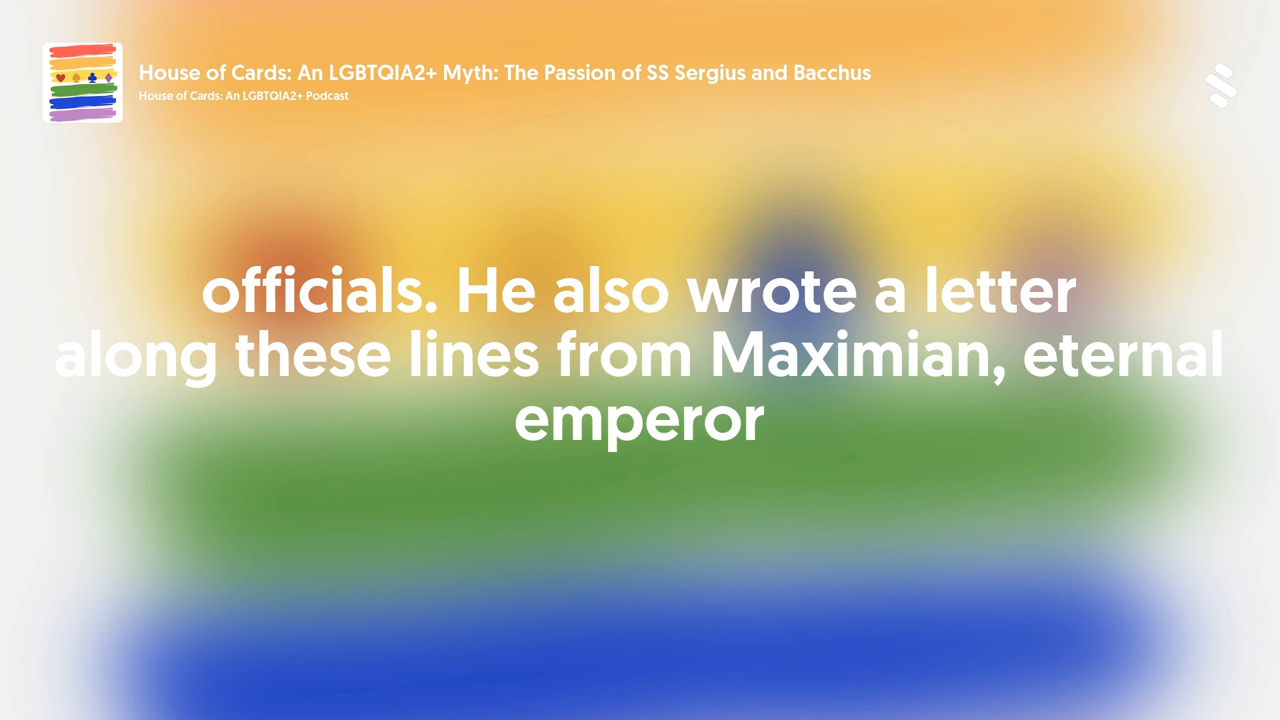 House of Cards: An LGBTQIA2+ Myth: The Passion of SS Sergius and Bacchus
House of Cards: An LGBTQIA2+ Podcast
officials. He also wrote a letter
along these lines from Maximian, eternal
emperor